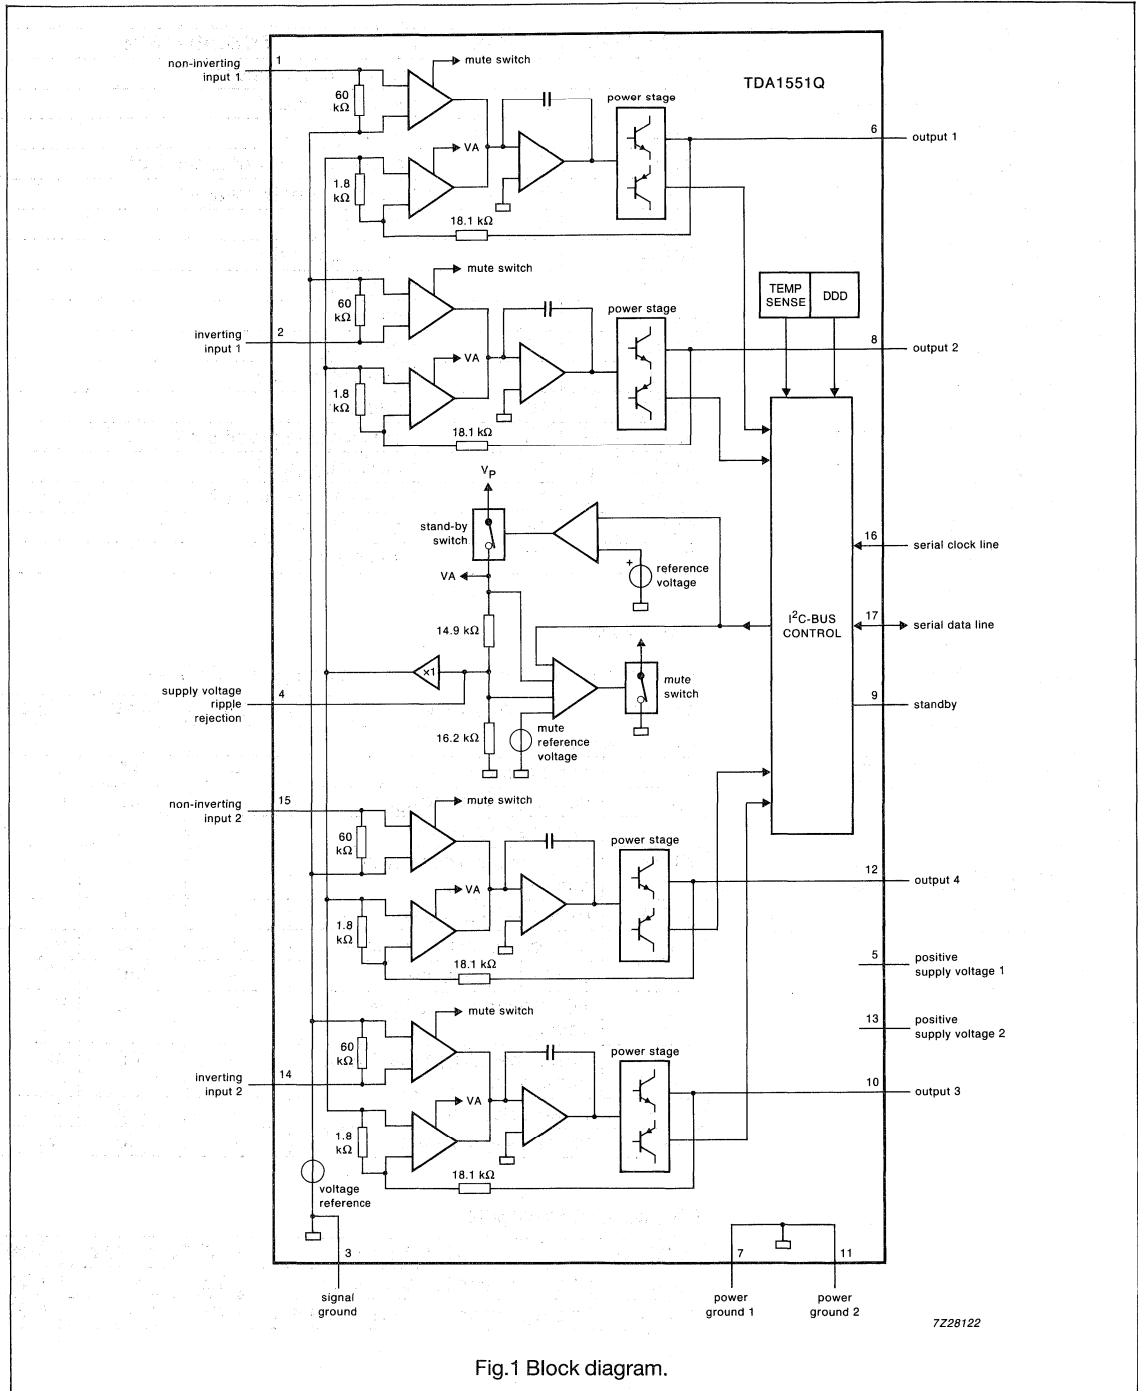 TDA1551Q
non-inverting
input 1
1
mute switch
60
kΩ
VA
1.8
kΩ
18.1 kΩ
power stage
6
output 1
mute switch
60
kΩ
2
inverting
input 1
VA
1.8
kΩ
18.1 kΩ
power stage
8
output 2
TEMP
SENSE
DDD
VP
stand-by
switch
+
reference
voltage
VA
14.9 kΩ
x1
supply voltage
ripple
rejection
4
16.2 kΩ
mute
reference
voltage
mute
switch
I²C-BUS
CONTROL
16
serial clock line
17
serial data line
9
standby
non-inverting
input 2
15
mute switch
60
kΩ
VA
1.8
kΩ
18.1 kΩ
power stage
12
output 4
5
positive
supply voltage 1
13
positive
supply voltage 2
mute switch
60
kΩ
inverting
input 2
14
VA
1.8
kΩ
18.1 kΩ
power stage
10
output 3
voltage
reference
3
signal
ground
7
power
ground 1
11
power
ground 2
7Z28122
Fig.1 Block diagram.